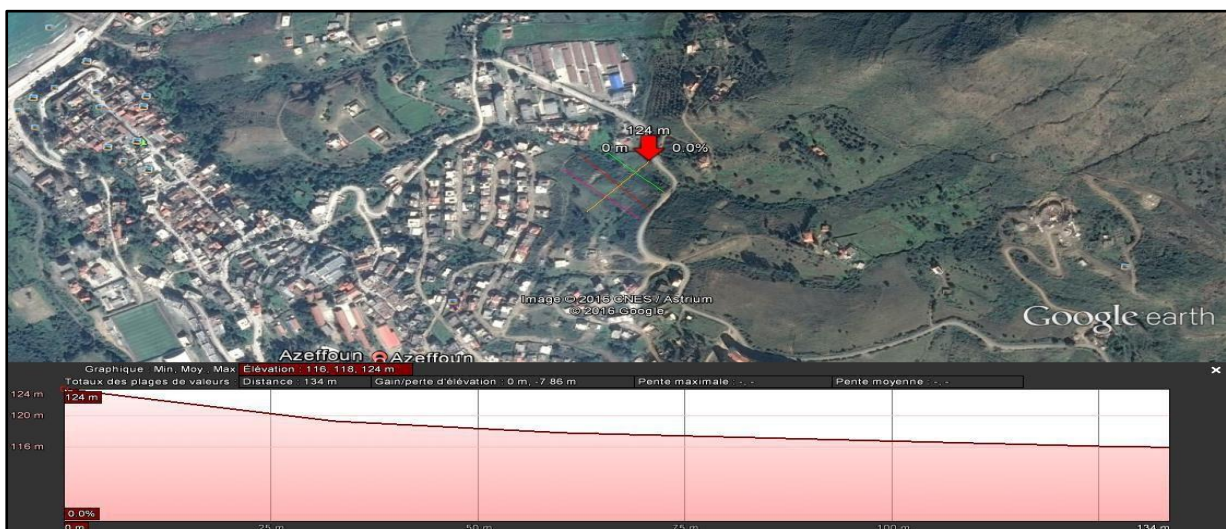 124 m
0 m 0.0%
Image © 2016 CNES / Astrium
© 2016 Google
Google earth
Azeffoun Azeffoun
Graphique : Min, Moy , Max Élévation : 116, 118, 124 m
Totaux des plages de valeurs : Distance : 134 m Gain/perte d'élévation : 0 m, -7.86 m Pente maximale : -, - Pente moyenne : -, -
124 m
124 m
120 m
116 m
0.0%
0 m 25 m 50 m 75 m 100 m 134 m